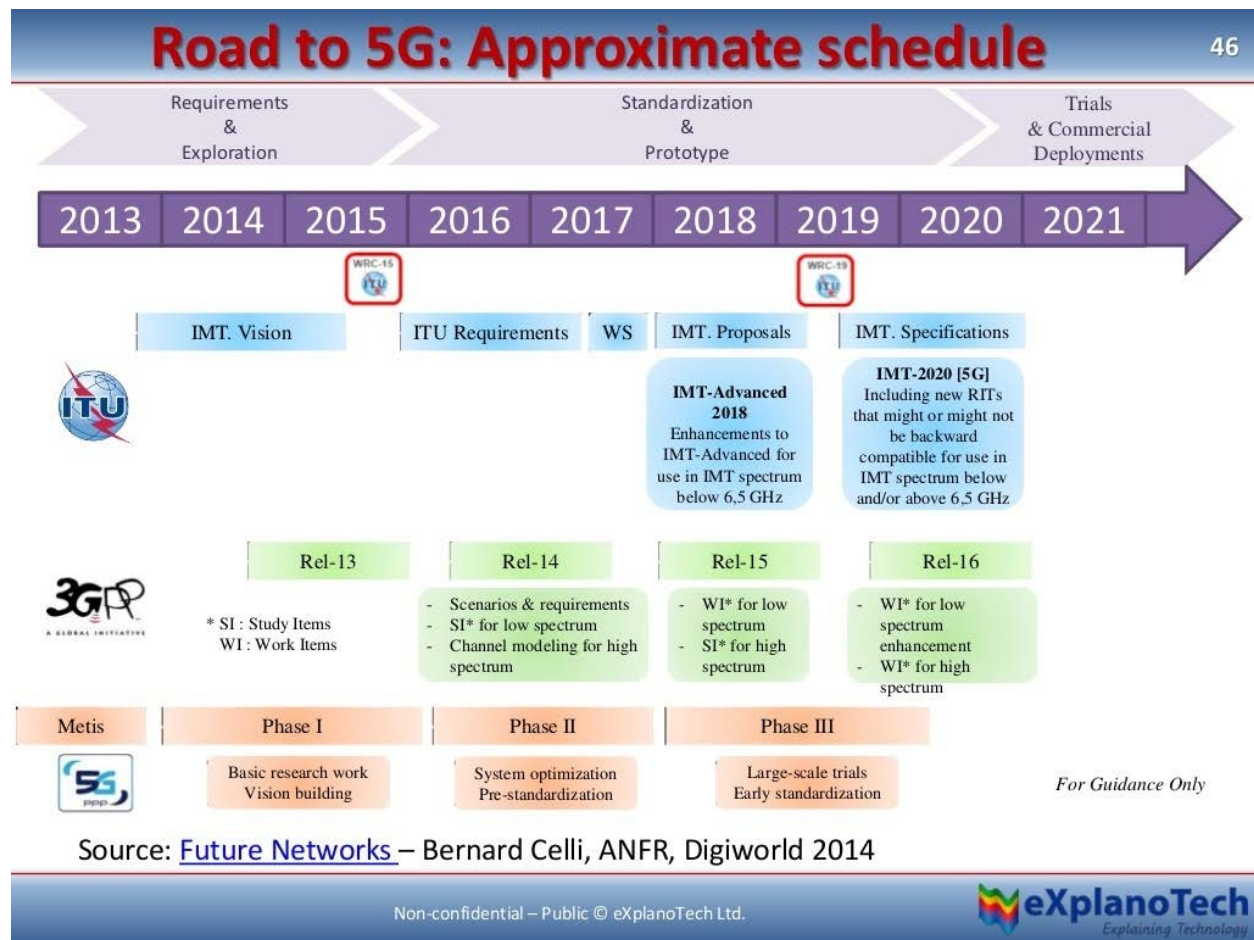 Road to 5G: Approximate schedule
46
Requirements
&
Exploration
Standardization
&
Prototype
Trials
& Commercial
Deployments
2013 2014 2015 2016 2017 2018 2019 2020 2021
WRC-15
ITU
WRC-19
ITU
IMT. Vision
ITU Requirements
WS
IMT. Proposals
IMT. Specifications
ITU
IMT-Advanced
2018
Enhancements to
IMT-Advanced for
use in IMT spectrum
below 6,5 GHz
IMT-2020 [5G]
Including new RITs
that might or might not
be backward
compatible for use in
IMT spectrum below
and/or above 6,5 GHz
3GPP
A GLOBAL INITIATIVE
Rel-13
Rel-14
Rel-15
Rel-16
* SI : Study Items
WI : Work Items
- Scenarios & requirements
- SI* for low spectrum
- Channel modeling for high
spectrum
- WI* for low
spectrum
- SI* for high
spectrum
- WI* for low
spectrum
enhancement
- WI* for high
spectrum
Metis
Phase I
Phase II
Phase III
5G
PPP
Basic research work
Vision building
System optimization
Pre-standardization
Large-scale trials
Early standardization
For Guidance Only
Source: Future Networks – Bernard Celli, ANFR, Digiworld 2014
Non-confidential – Public © eXplanoTech Ltd.
eXplanoTech
Explaining Technology